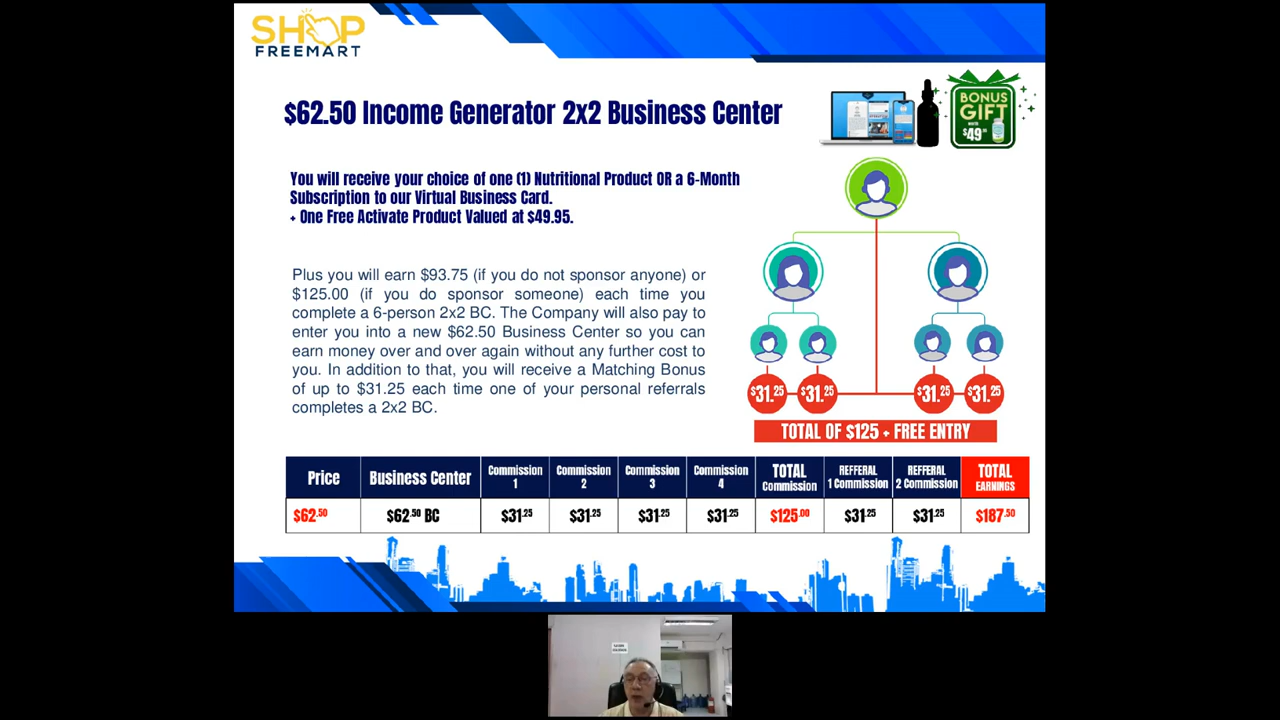 SHOP
FREEMART
$62.50 Income Generator 2x2 Business Center
BONUS
GIFT
$49
You will receive your choice of one (1) Nutritional Product OR a 6-Month
Subscription to our Virtual Business Card.
+ One Free Activate Product Valued at $49.95.
Plus you will earn $93.75 (if you do not sponsor anyone) or
$125.00 (if you do sponsor someone) each time you
complete a 6-person 2x2 BC. The Company will also pay to
enter you into a new $62.50 Business Center so you can
earn money over and over again without any further cost to
you. In addition to that, you will receive a Matching Bonus
of up to $31.25 each time one of your personal referrals
completes a 2x2 BC.
$31.25 $31.25 $31.25 $31.25
TOTAL OF $125 + FREE ENTRY
Price Business Center Commission 1 Commission 2 Commission 3 Commission 4 TOTAL Commission REFFERAL 1 Commission REFFERAL 2 Commission TOTAL EARNINGS
$62.50 $62.50 BC $31.25 $31.25 $31.25 $31.25 $125.00 $31.25 $31.25 $187.50